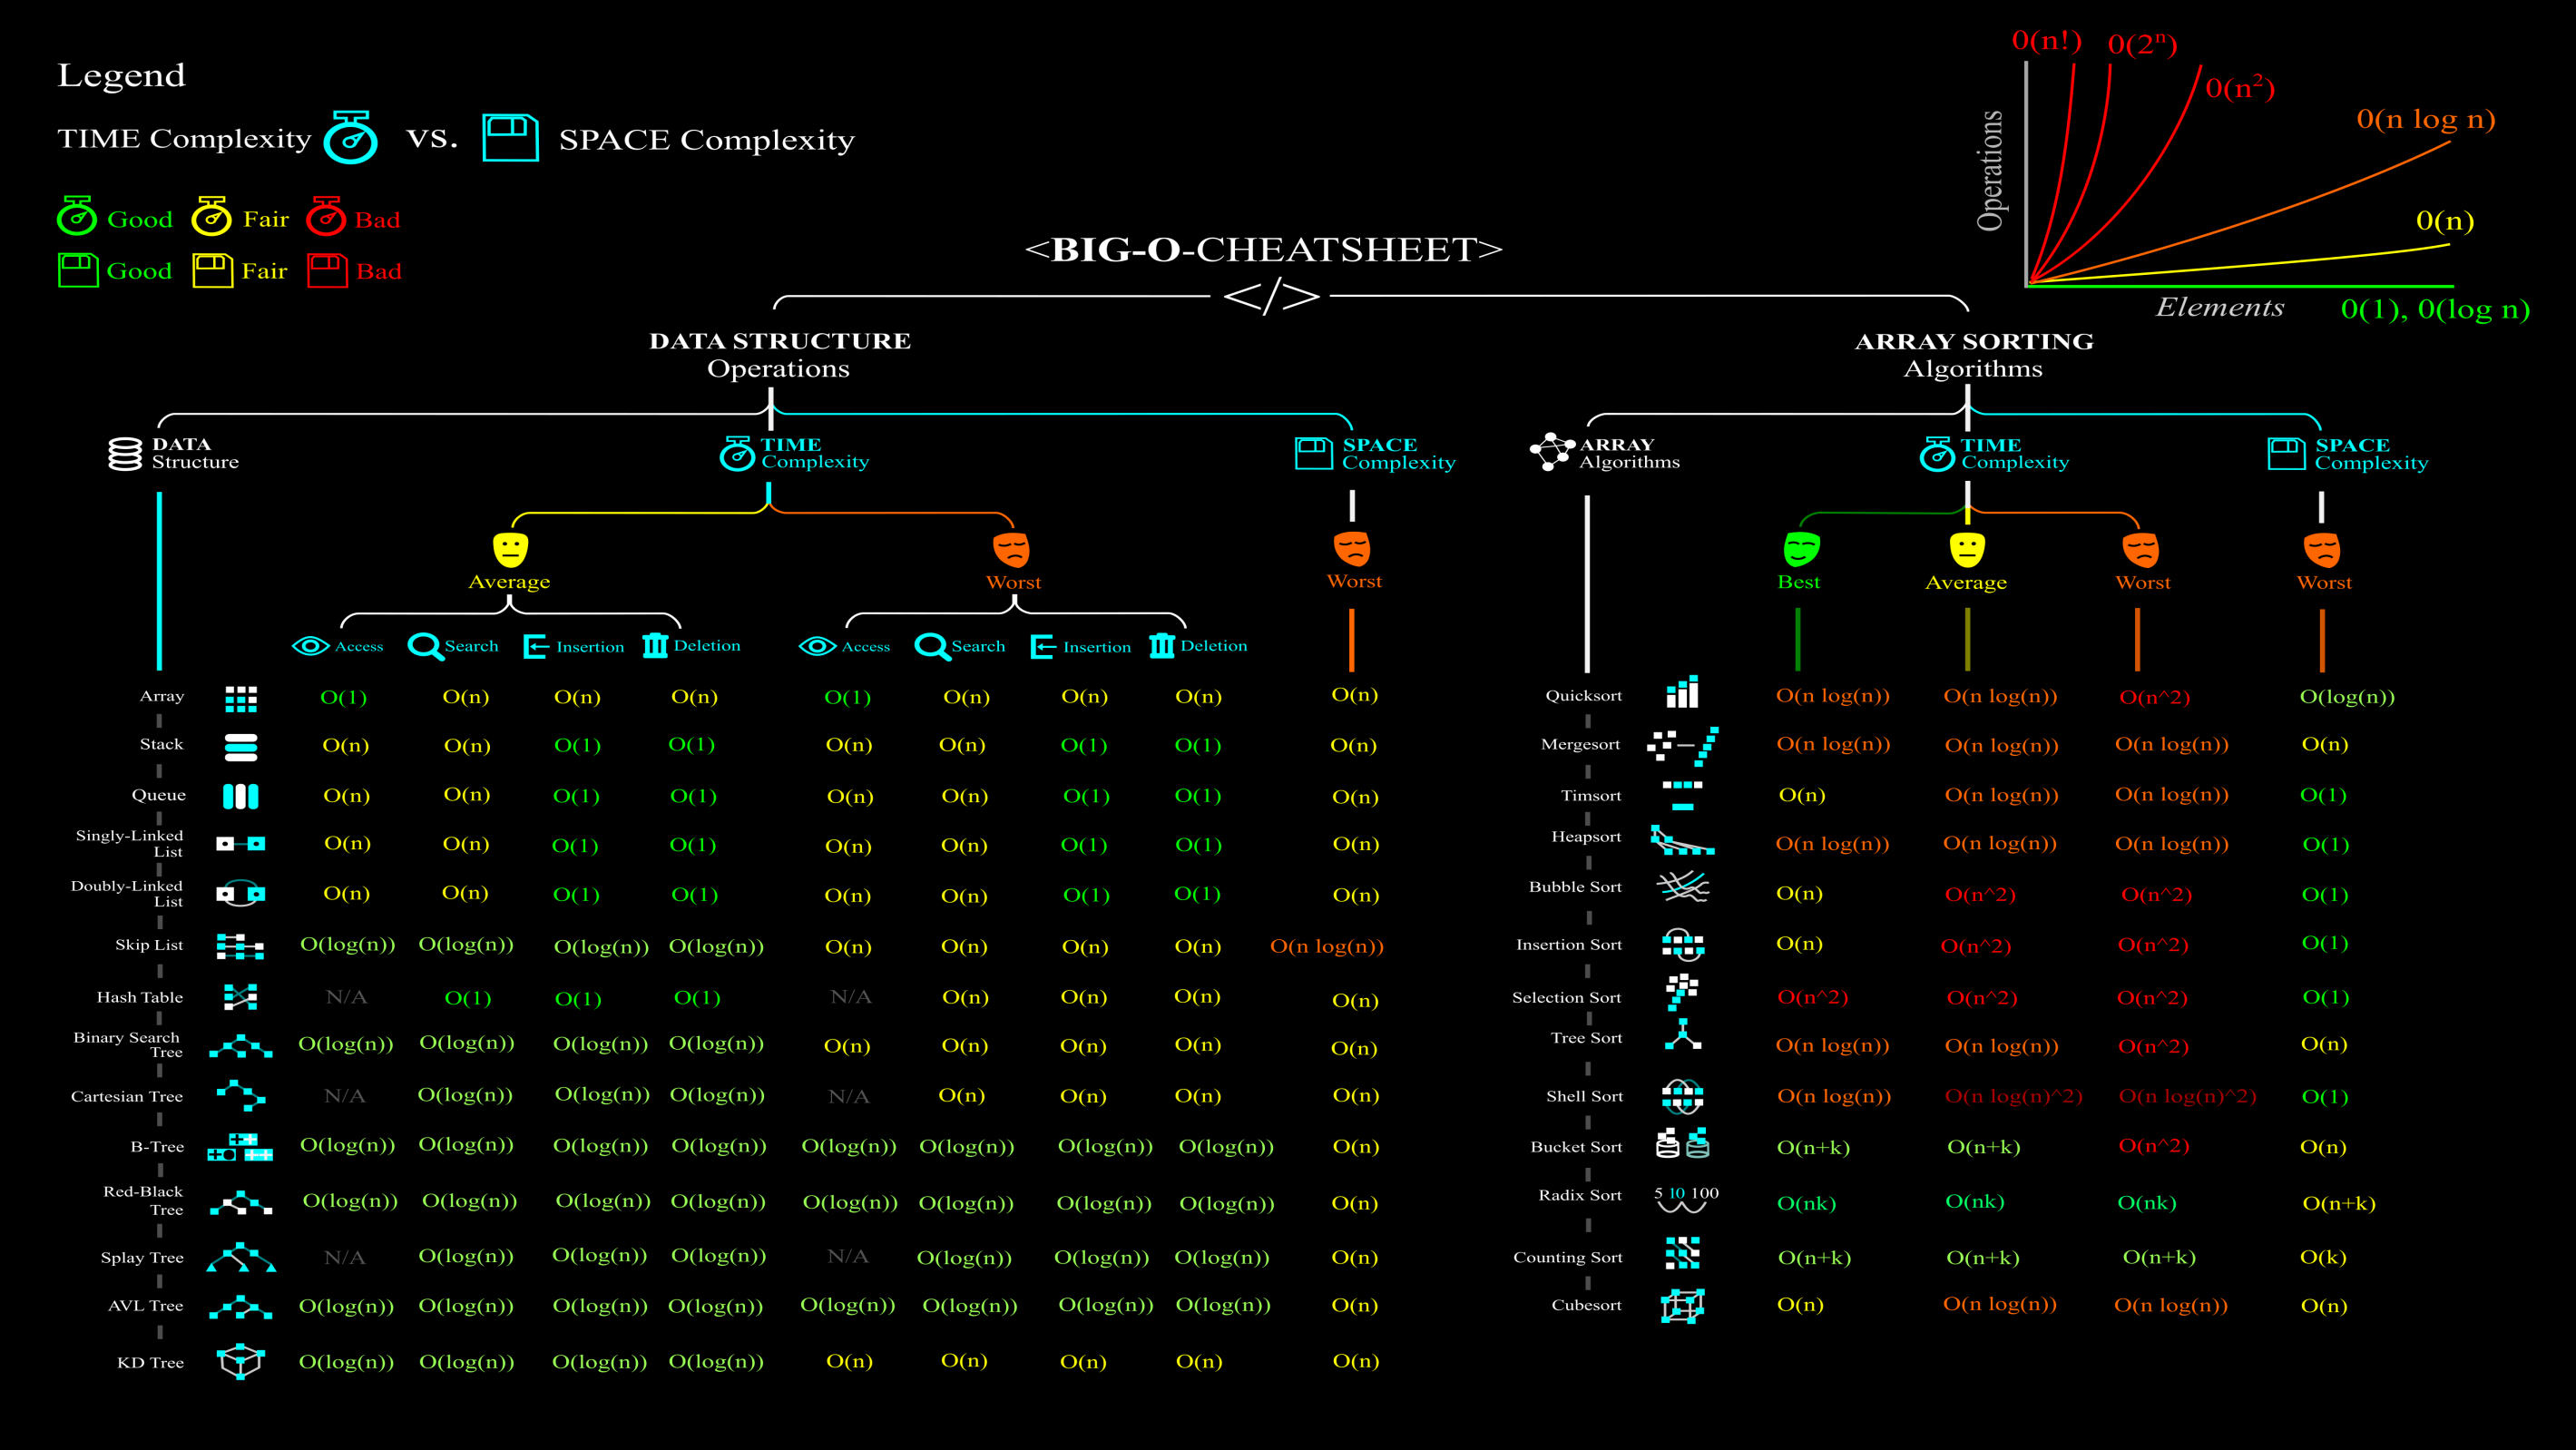 Legend
TIME Complexity VS. SPACE Complexity
Good Fair Bad
Good Fair Bad
0(n!) 0(2ⁿ)
0(n²)
0(n log n)
0(n)
Operations
Elements 0(1), 0(log n)
<BIG-O-CHEATSHEET>
</>
DATA STRUCTURE
Operations
ARRAY SORTING
Algorithms
DATA
Structure
TIME
Complexity
SPACE
Complexity
ARRAY
Algorithms
TIME
Complexity
SPACE
Complexity
Average Worst Worst Best Average Worst Worst
Access Search Insertion Deletion Access Search Insertion Deletion
Array O(1) O(n) O(n) O(n) O(1) O(n) O(n) O(n) O(n)
Stack O(n) O(n) O(1) O(1) O(n) O(n) O(1) O(1) O(n)
Queue O(n) O(n) O(1) O(1) O(n) O(n) O(1) O(1) O(n)
Singly-Linked
List O(n) O(n) O(1) O(1) O(n) O(n) O(1) O(1) O(n)
Doubly-Linked
List O(n) O(n) O(1) O(1) O(n) O(n) O(1) O(1) O(n)
Skip List O(log(n)) O(log(n)) O(log(n)) O(log(n)) O(n) O(n) O(n) O(n) O(n log(n))
Hash Table N/A O(1) O(1) O(1) N/A O(n) O(n) O(n) O(n)
Binary Search
Tree O(log(n)) O(log(n)) O(log(n)) O(log(n)) O(n) O(n) O(n) O(n) O(n)
Cartesian Tree N/A O(log(n)) O(log(n)) O(log(n)) N/A O(n) O(n) O(n) O(n)
B-Tree O(log(n)) O(log(n)) O(log(n)) O(log(n)) O(log(n)) O(log(n)) O(log(n)) O(log(n)) O(n)
Red-Black
Tree O(log(n)) O(log(n)) O(log(n)) O(log(n)) O(log(n)) O(log(n)) O(log(n)) O(log(n)) O(n)
Splay Tree N/A O(log(n)) O(log(n)) O(log(n)) N/A O(log(n)) O(log(n)) O(log(n)) O(n)
AVL Tree O(log(n)) O(log(n)) O(log(n)) O(log(n)) O(log(n)) O(log(n)) O(log(n)) O(log(n)) O(n)
KD Tree O(log(n)) O(log(n)) O(log(n)) O(log(n)) O(n) O(n) O(n) O(n) O(n)
Quicksort O(n log(n)) O(n log(n)) O(n^2) O(log(n))
Mergesort O(n log(n)) O(n log(n)) O(n log(n)) O(n)
Timsort O(n) O(n log(n)) O(n log(n)) O(1)
Heapsort O(n log(n)) O(n log(n)) O(n log(n)) O(1)
Bubble Sort O(n) O(n^2) O(n^2) O(1)
Insertion Sort O(n) O(n^2) O(n^2) O(1)
Selection Sort O(n^2) O(n^2) O(n^2) O(1)
Tree Sort O(n log(n)) O(n log(n)) O(n^2) O(n)
Shell Sort O(n log(n)) O(n log(n)^2) O(n log(n)^2) O(1)
Bucket Sort O(n+k) O(n+k) O(n^2) O(n)
Radix Sort 5 10 100 O(nk) O(nk) O(nk) O(n+k)
Counting Sort O(n+k) O(n+k) O(n+k) O(k)
Cubesort O(n) O(n log(n)) O(n log(n)) O(n)